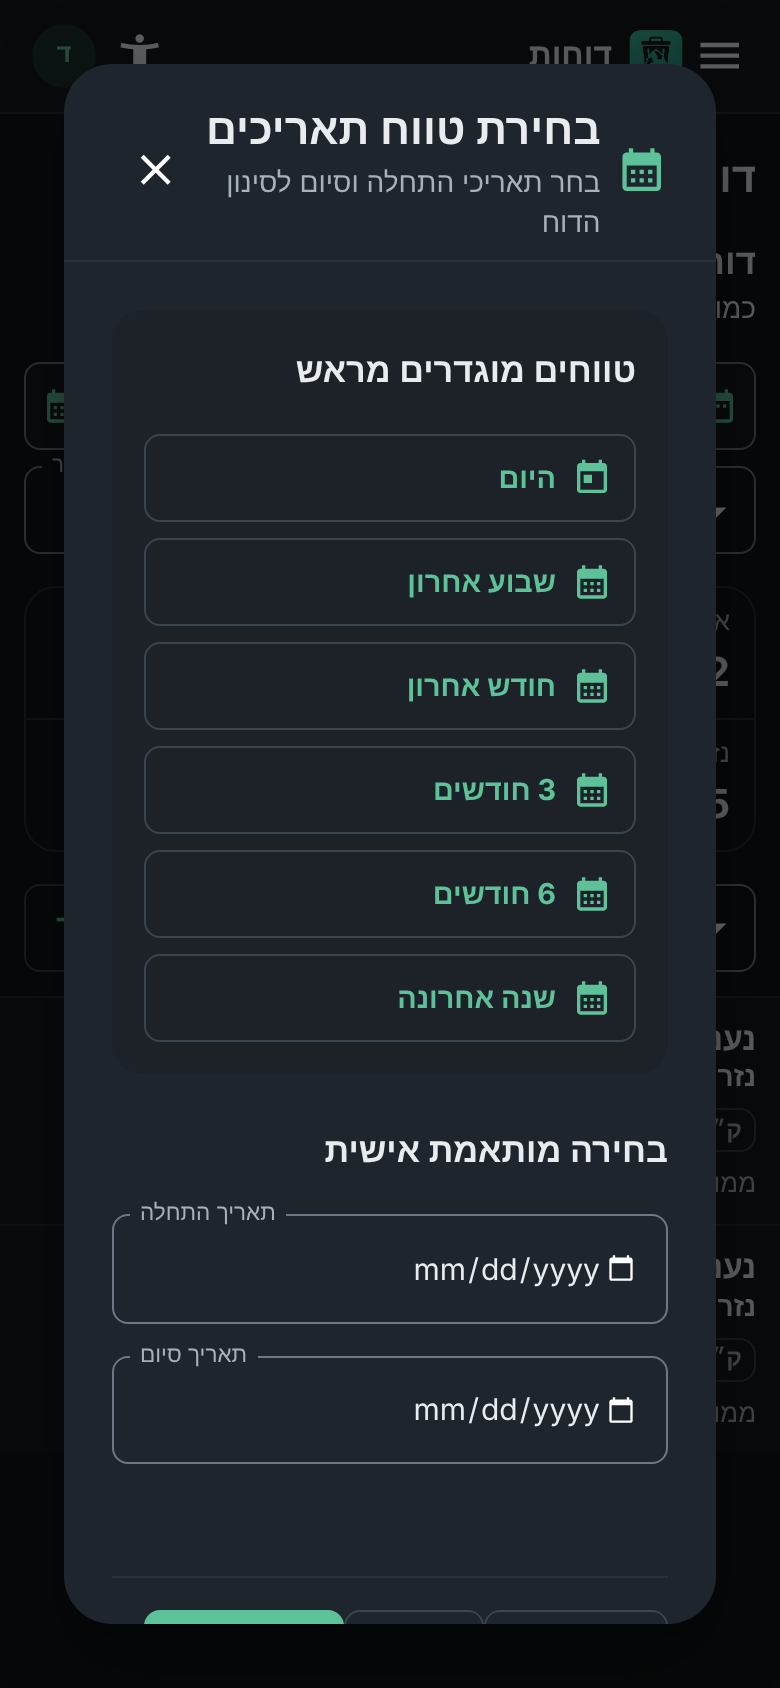 דוחות
ד
בחירת טווח תאריכים
בחר תאריכי התחלה וסיום לסינון
הדוח
טווחים מוגדרים מראש
היום
שבוע אחרון
חודש אחרון
3 חודשים
6 חודשים
שנה אחרונה
בחירה מותאמת אישית
תאריך התחלה
mm/dd/yyyy
תאריך סיום
mm/dd/yyyy